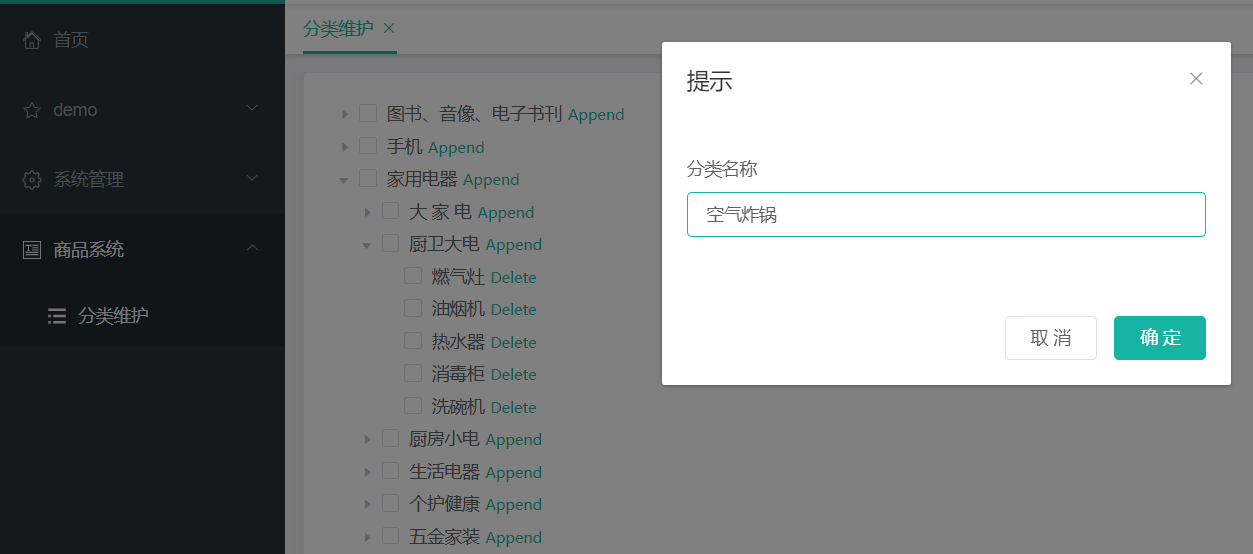 首页
demo
系统管理
商品系统
分类维护
分类维护 ×
图书、音像、电子书刊 Append
手机 Append
家用电器 Append
大 家 电 Append
厨卫大电 Append
燃气灶 Delete
油烟机 Delete
热水器 Delete
消毒柜 Delete
洗碗机 Delete
厨房小电 Append
生活电器 Append
个护健康 Append
五金家装 Append
提示
分类名称
空气炸锅
取消
确定